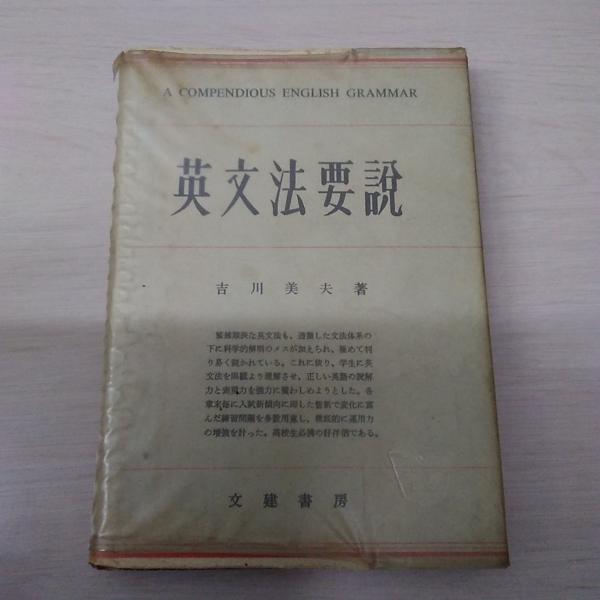 A COMPENDIOUS ENGLISH GRAMMAR
英文法要説
吉川美夫著
繁雑難渋な英文法も、透徹した文法体系の
下に科学的解明のメスが加えられ、極めて判
り易く説かれている。これに依り、学生に英
文法を根底より理解させ、正しい英語の読解
力と表現力を強力に養わしめようとした。各
章末毎に入試新傾向に即した斬新で変化に富
んだ練習問題を多数用意し、徹底的に運用力
の増強を計った。高校生必携の好伴侶である。
文建書房